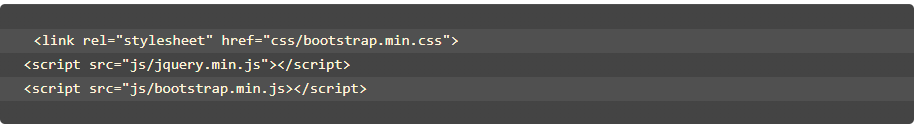 <link rel="stylesheet" href="css/bootstrap.min.css">
<script src="js/jquery.min.js"></script>
<script src="js/bootstrap.min.js></script>